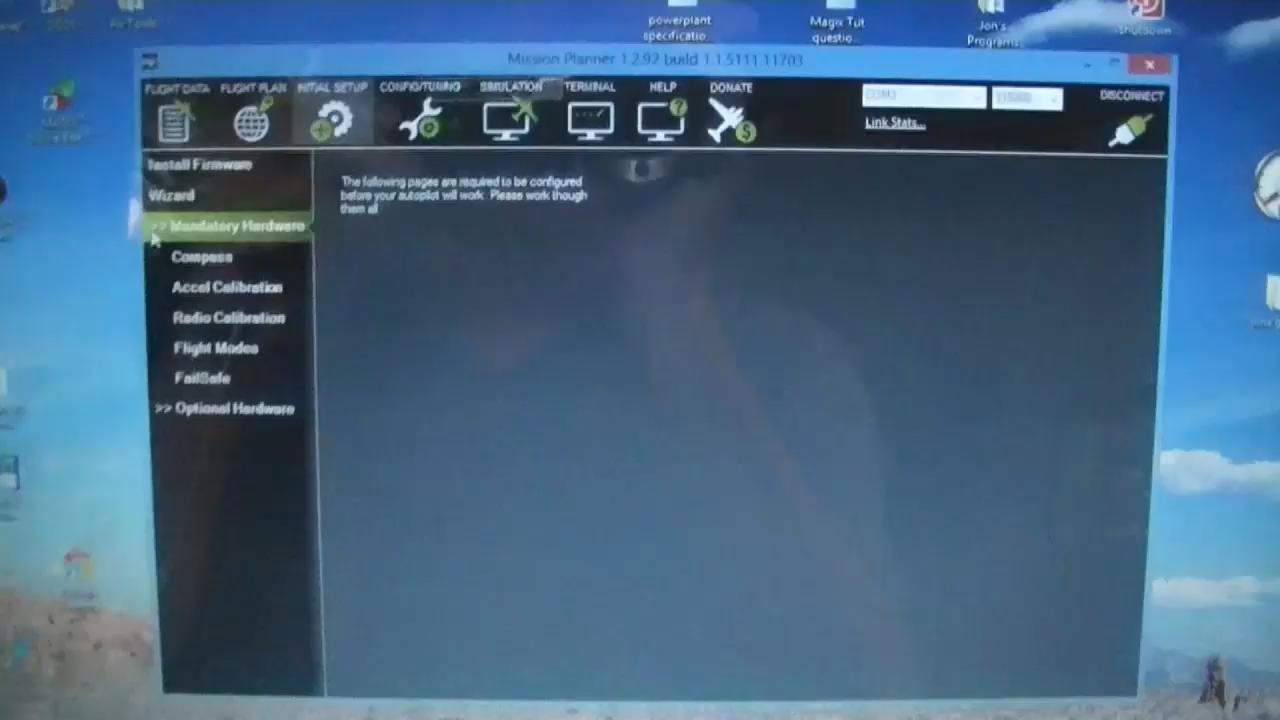 powerplant
specificatio...
Magix Tut
questio...
Jon's
Programs
shutdown
Mission Planner 1.2.92 build 1.1.5111.11703
FLIGHT DATA
FLIGHT PLAN
INITIAL SETUP
CONFIG/TUNING
SIMULATION
TERMINAL
HELP
DONATE
COM3
115200
DISCONNECT
Link Stats...
Install Firmware
Wizard
>> Mandatory Hardware
Compass
Accel Calibration
Radio Calibration
Flight Modes
FailSafe
>> Optional Hardware
The following pages are required to be configured
before your autopilot will work. Please work though
them all